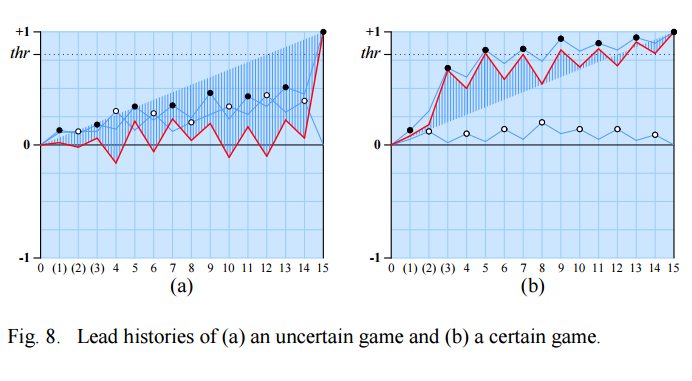 +1
thr
0
-1
0 (1) (2) (3) 4 5 6 7 8 9 10 11 12 13 14 15
(a)
+1
thr
0
-1
0 (1) (2) (3) 4 5 6 7 8 9 10 11 12 13 14 15
(b)
Fig. 8. Lead histories of (a) an uncertain game and (b) a certain game.